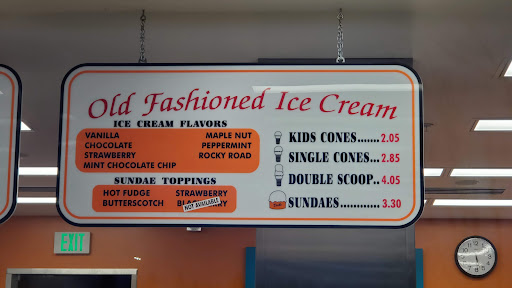 Old Fashioned Ice Cream
ICE CREAM FLAVORS
VANILLA MAPLE NUT
CHOCOLATE PEPPERMINT
STRAWBERRY ROCKY ROAD
MINT CHOCOLATE CHIP
SUNDAE TOPPINGS
HOT FUDGE STRAWBERRY
BUTTERSCOTCH
NOT AVAILABLE
KIDS CONES.......2.05
SINGLE CONES...2.85
DOUBLE SCOOP..4.05
SUNDAES............3.30
EXIT